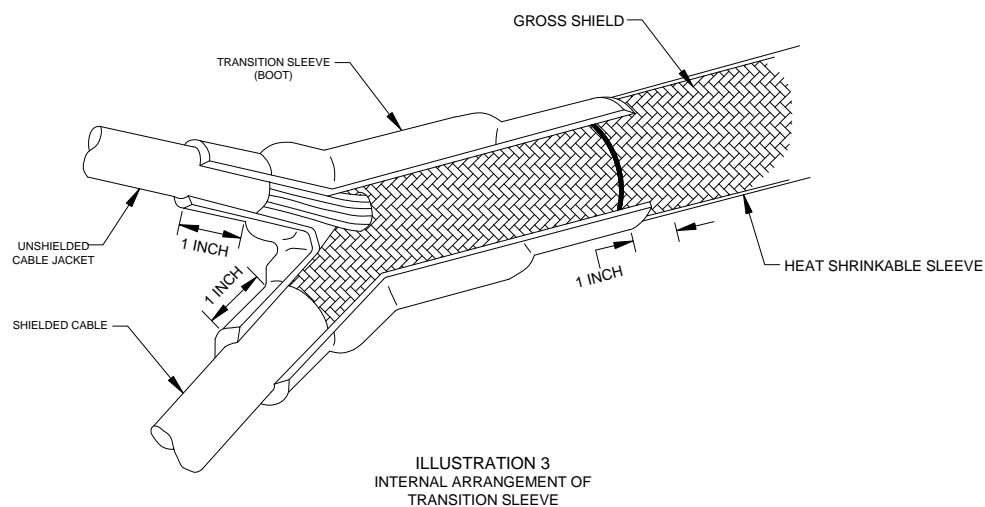 GROSS SHIELD
TRANSITION SLEEVE
(BOOT)
UNSHIELDED
CABLE JACKET
1 INCH
1 INCH
1 INCH
HEAT SHRINKABLE SLEEVE
SHIELDED CABLE
ILLUSTRATION 3
INTERNAL ARRANGEMENT OF
TRANSITION SLEEVE